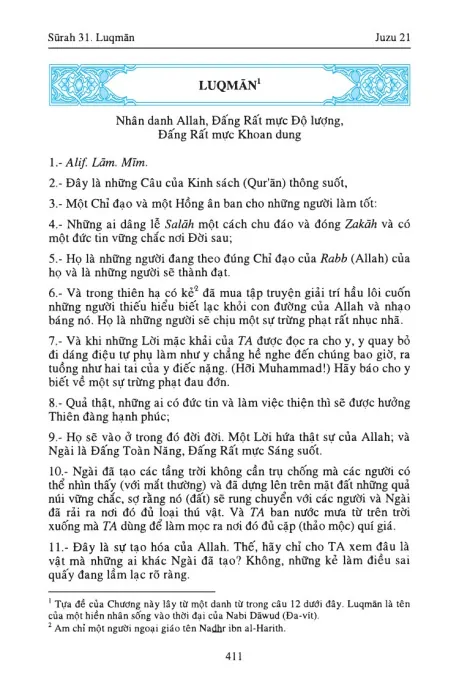 Sūrah 31. Luqmān Juzu 21
LUQMĀN¹
Nhân danh Allah, Đấng Rất mực Độ lượng,
Đấng Rất mực Khoan dung
1.- Alif. Lām. Mīm.
2.- Đây là những Câu của Kinh sách (Qur'ān) thông suốt,
3.- Một Chỉ đạo và một Hồng ân ban cho những người làm tốt:
4.- Những ai dâng lễ Salāh một cách chu đáo và đóng Zakāh và có
một đức tin vững chắc nơi Đời sau;
5.- Họ là những người đang theo đúng Chỉ đạo của Rabb (Allah) của
họ và là những người sẽ thành đạt.
6.- Và trong thiên hạ có kẻ² đã mua tập truyện giải trí hầu lôi cuốn
những người thiếu hiểu biết lạc khỏi con đường của Allah và nhạo
báng nó. Họ là những người sẽ chịu một sự trừng phạt rất nhục nhã.
7.- Và khi những Lời mặc khải của TA được đọc ra cho y, y quay bỏ
đi dáng điệu tự phụ làm như y chẳng hề nghe đến chúng bao giờ, ra
tuồng như hai tai của y điếc nặng. (Hỡi Muhammad!) Hãy báo cho y
biết về một sự trừng phạt đau đớn.
8.- Quả thật, những ai có đức tin và làm việc thiện thì sẽ được hưởng
Thiên đàng hạnh phúc;
9.- Họ sẽ vào ở trong đó đời đời. Một Lời hứa thật sự của Allah; và
Ngài là Đấng Toàn Năng, Đấng Rất mực Sáng suốt.
10.- Ngài đã tạo các tầng trời không cần trụ chống mà các người có
thể nhìn thấy (với mắt thường) và đã dựng lên trên mặt đất những quả
núi vững chắc, sợ rằng nó (đất) sẽ rung chuyển với các người và Ngài
đã rải ra nơi đó đủ loại thú vật. Và TA ban nước mưa từ trên trời
xuống mà TA dùng để làm mọc ra nơi đó đủ cặp (thảo mộc) quí giá.
11.- Đây là sự tạo hóa của Allah. Thế, hãy chỉ cho TA xem đâu là
vật mà những ai khác Ngài đã tạo? Không, những kẻ làm điều sai
quấy đang lầm lạc rõ ràng.
¹ Tựa đề của Chương này lấy từ một danh từ trong câu 12 dưới đây. Luqmān là tên
của một hiền nhân sống vào thời đại của Nabi Dāwud (Đa-vít).
² Am chỉ một người ngoại giáo tên Nadhr ibn al-Harith.
411